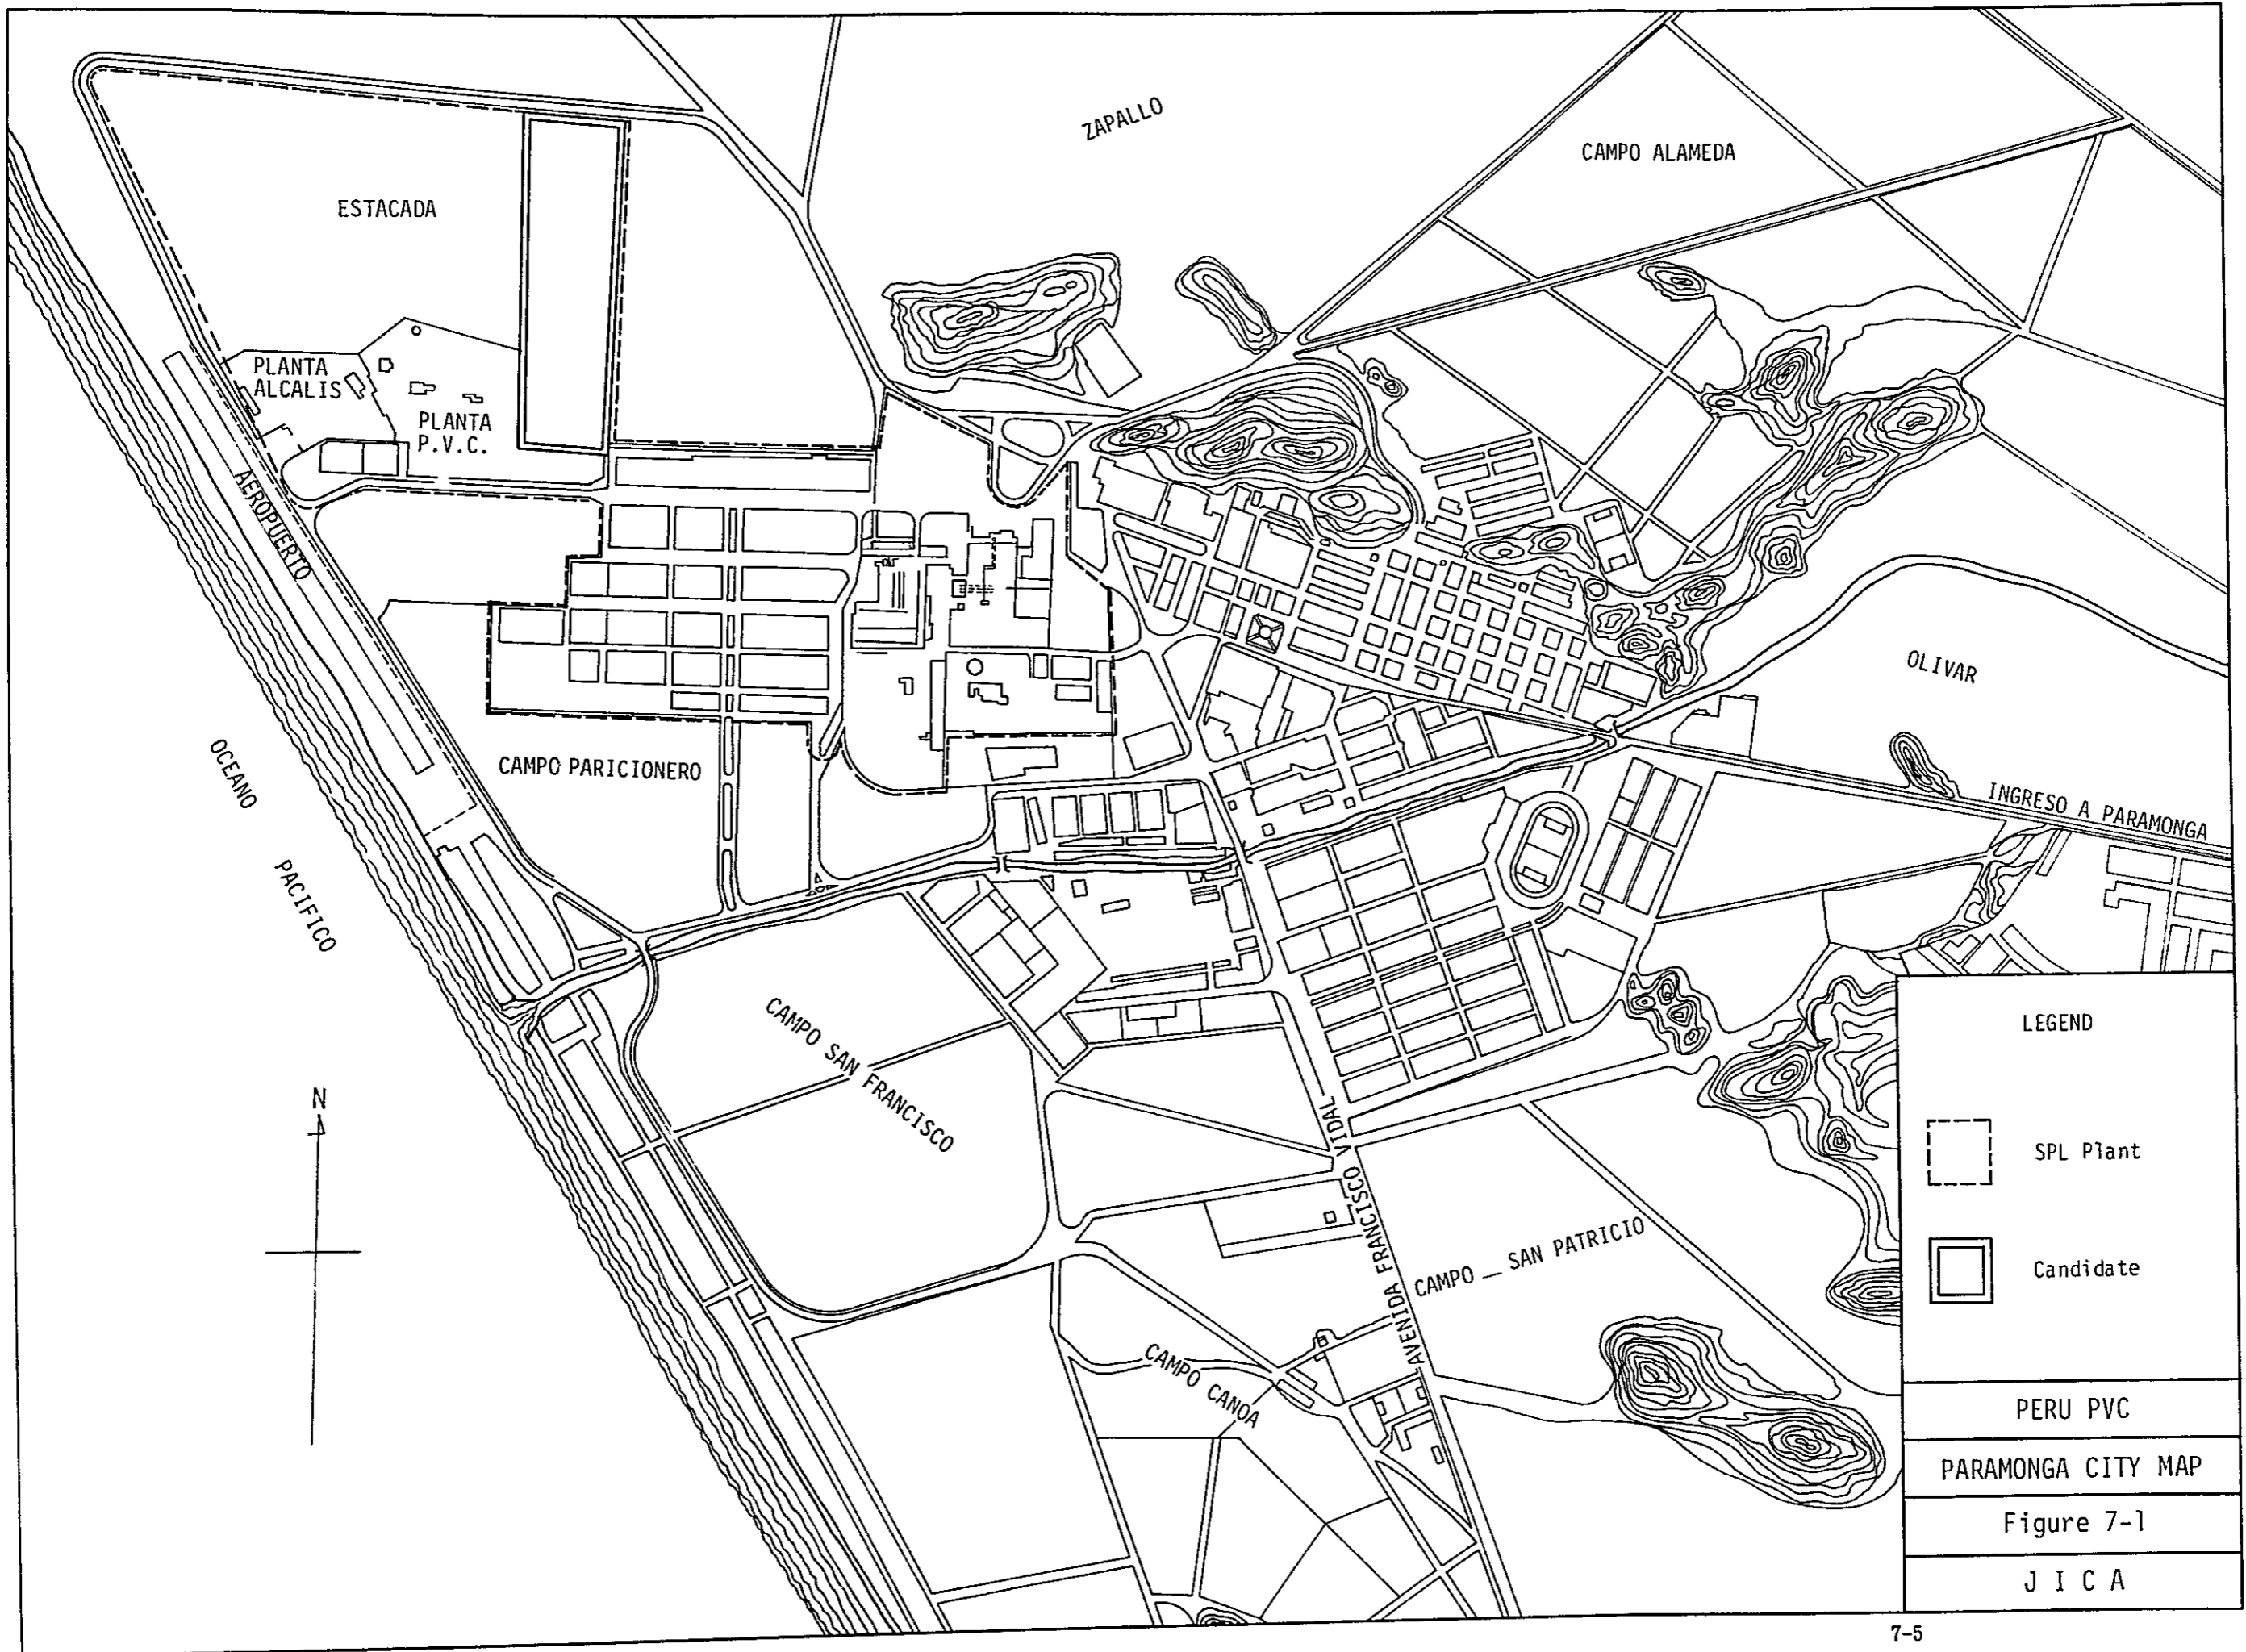 ZAPALLO
CAMPO ALAMEDA
ESTACADA
PLANTA
ALCALIS
PLANTA
P.V.C.
AEROPUERTO
OLIVAR
OCEANO
PACIFICO
CAMPO PARICIONERO
INGRESO A PARAMONGA
CAMPO SAN FRANCISCO
N
AVENIDA FRANCISCO VIDAL
CAMPO _ SAN PATRICIO
CAMPO CANOA
LEGEND
SPL Plant
Candidate
PERU PVC
PARAMONGA CITY MAP
Figure 7-1
J I C A
7-5